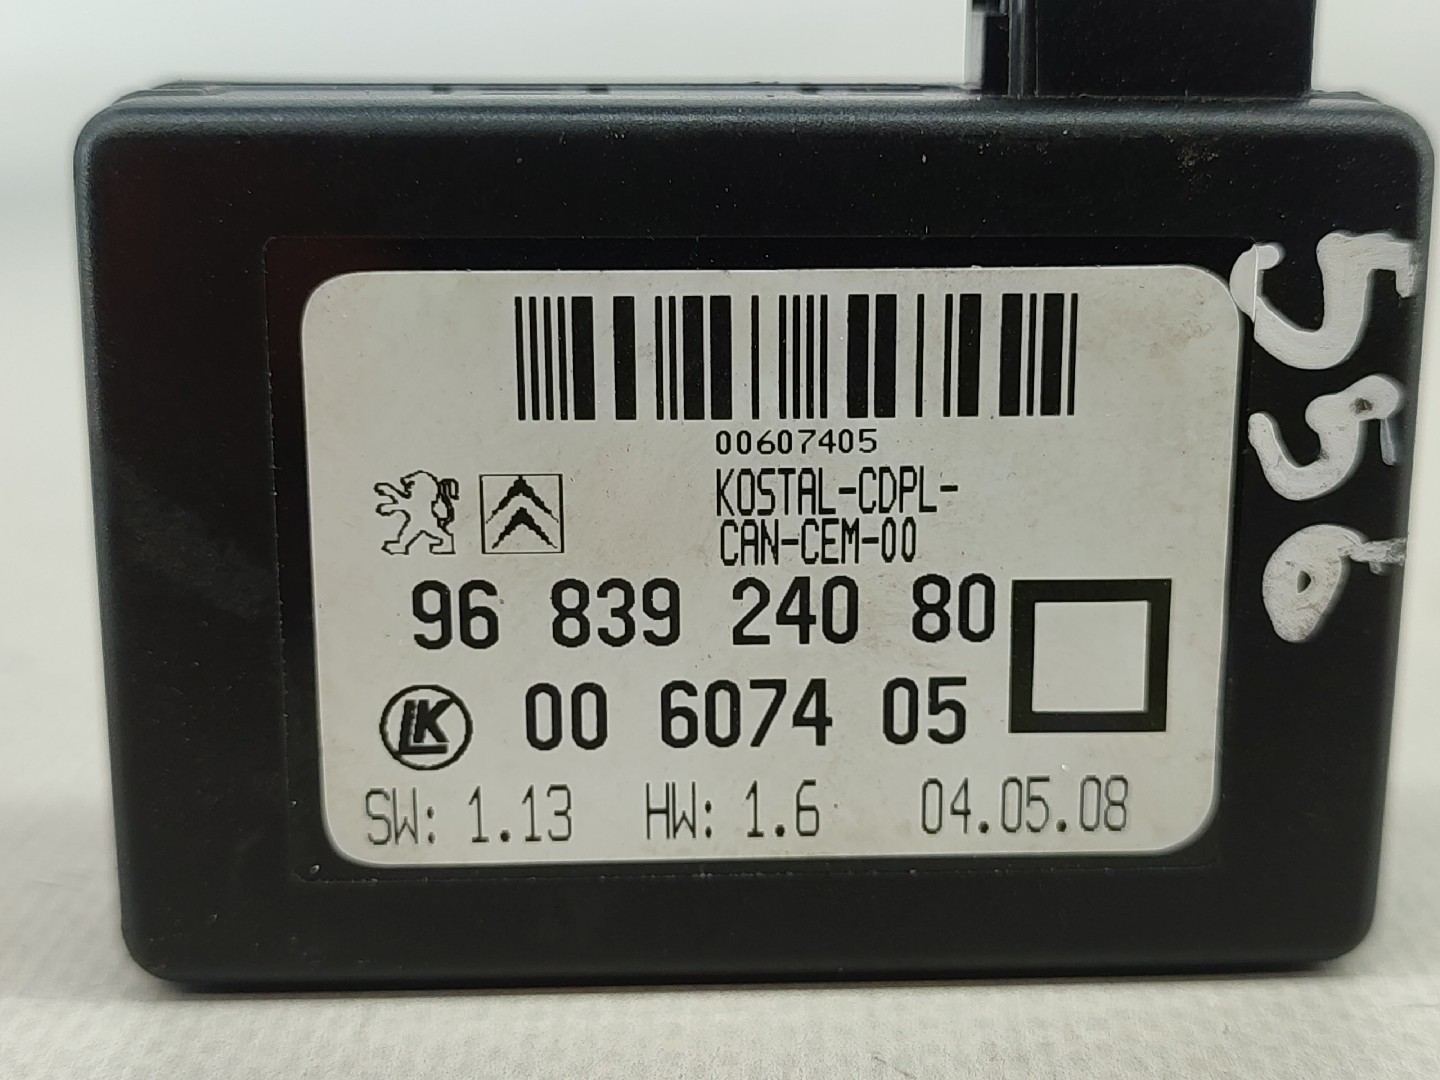 00607405
KOSTAL-CDPL-
CAN-CEM-00
96 839 240 80
LK 00 6074 05
SW: 1.13 HW: 1.6 04.05.08
556